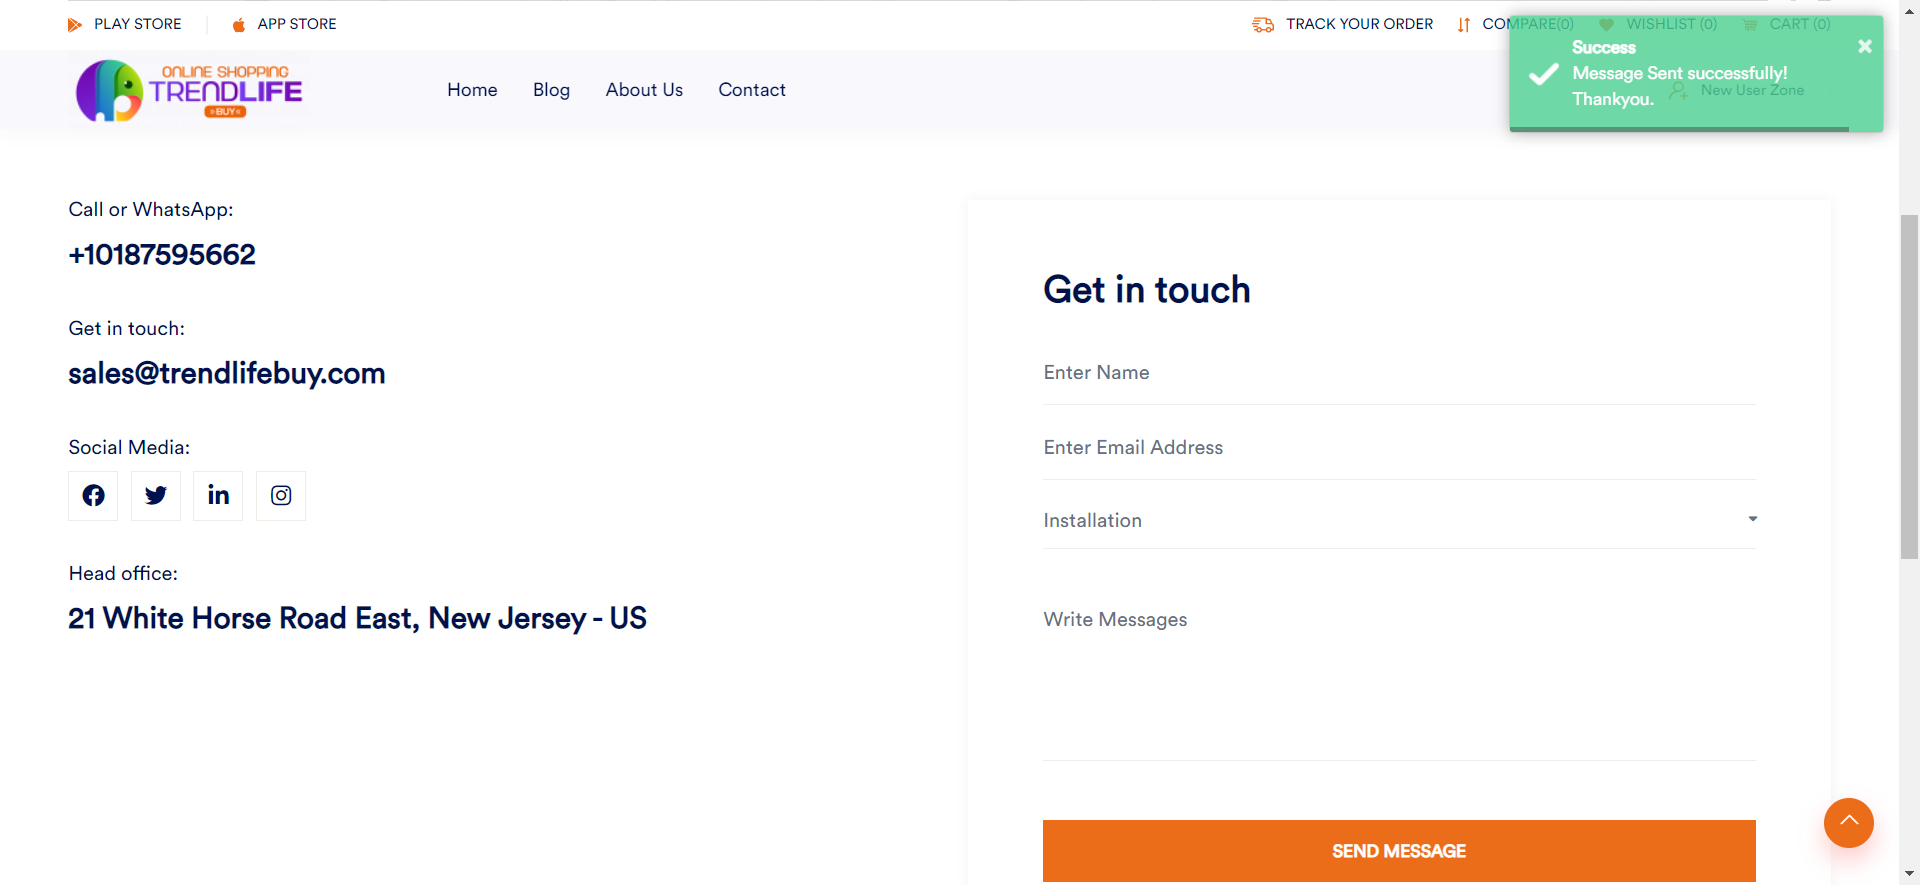 PLAY STORE
APP STORE
TRACK YOUR ORDER
COMPARE(0)
WISHLIST (0)
CART (0)
ONLINE SHOPPING
TRENDLIFE
BUY
Home
Blog
About Us
Contact
New User Zone
Success
Message Sent successfully!
Thankyou.
Call or WhatsApp:
+10187595662
Get in touch:
sales@trendlifebuy.com
Social Media:
Head office:
21 White Horse Road East, New Jersey - US
Get in touch
Enter Name
Enter Email Address
Installation
Write Messages
SEND MESSAGE